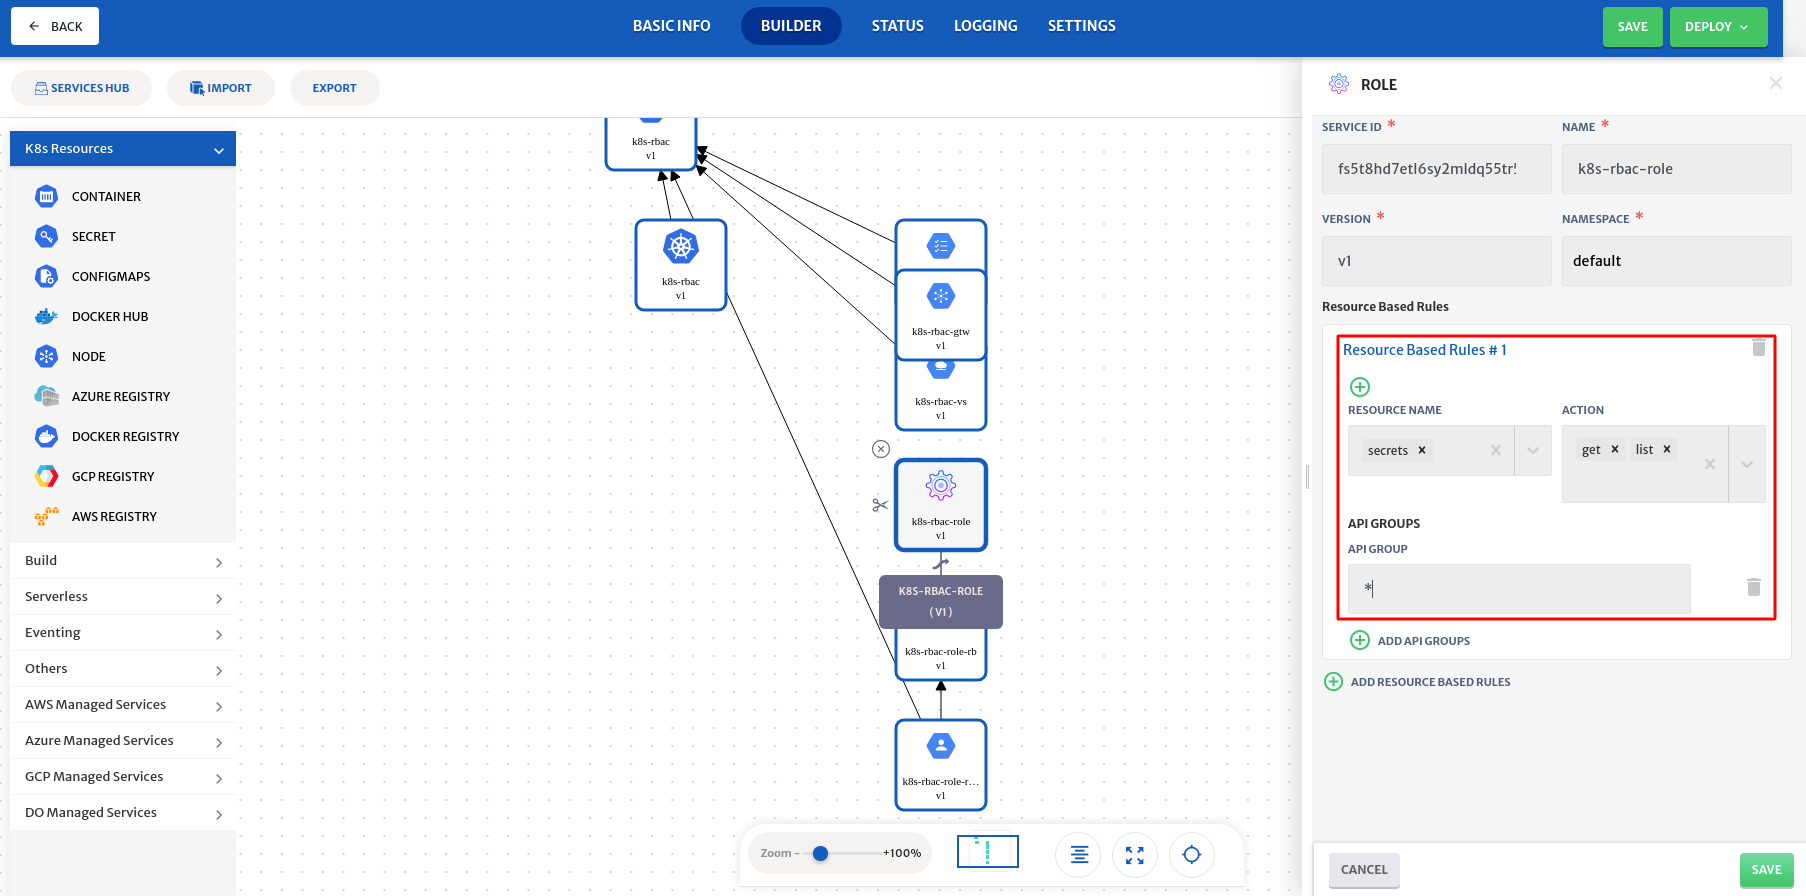 BACK
BASIC INFO
BUILDER
STATUS
LOGGING
SETTINGS
SAVE
DEPLOY
SERVICES HUB
IMPORT
EXPORT
K8s Resources
CONTAINER
SECRET
CONFIGMAPS
DOCKER HUB
NODE
AZURE REGISTRY
DOCKER REGISTRY
GCP REGISTRY
AWS REGISTRY
Build
Serverless
Eventing
Others
AWS Managed Services
Azure Managed Services
GCP Managed Services
DO Managed Services
k8s-rbac
v1
k8s-rbac
v1
k8s-rbac-gtw
v1
k8s-rbac-vs
v1
k8s-rbac-role
v1
K8S-RBAC-ROLE
(V1)
k8s-rbac-role-rb
v1
k8s-rbac-role-r...
v1
Zoom - +100%
ROLE
SERVICE ID *
NAME *
fs5t8hd7etl6sy2mldq55tr!
k8s-rbac-role
VERSION *
NAMESPACE *
v1
default
Resource Based Rules
Resource Based Rules # 1
RESOURCE NAME
ACTION
secrets
get
list
API GROUPS
API GROUP
*
ADD API GROUPS
ADD RESOURCE BASED RULES
CANCEL
SAVE